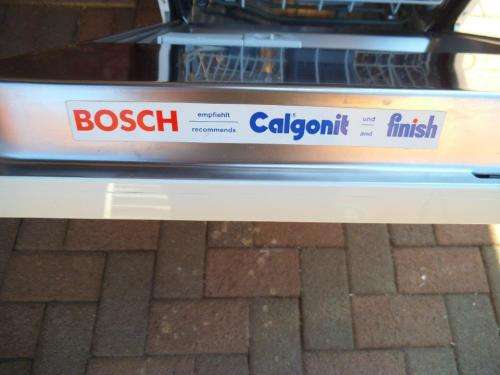 BOSCH empfiehlt Calgonit und finish
recommends and